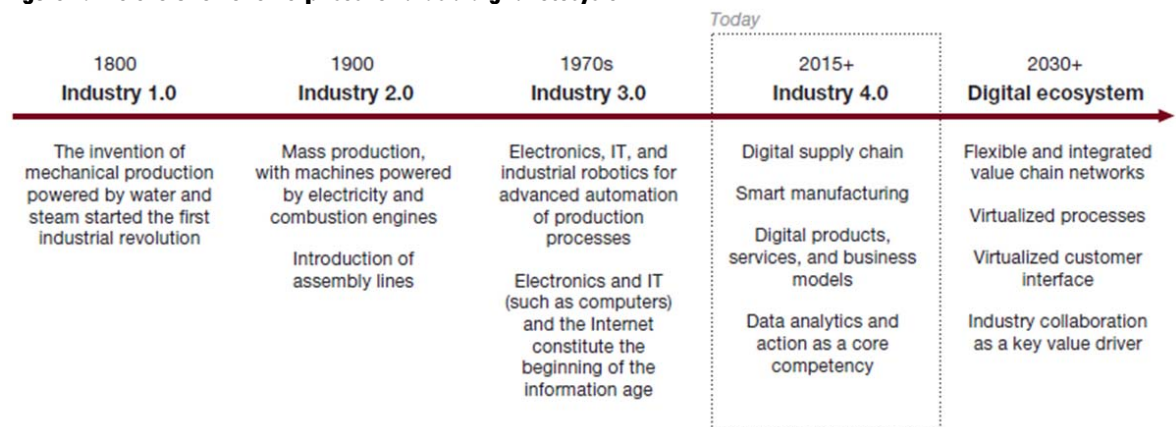 Today
1800
Industry 1.0
The invention of
mechanical production
powered by water and
steam started the first
industrial revolution
1900
Industry 2.0
Mass production,
with machines powered
by electricity and
combustion engines
Introduction of
assembly lines
1970s
Industry 3.0
Electronics, IT, and
industrial robotics for
advanced automation
of production
processes
Electronics and IT
(such as computers)
and the Internet
constitute the
beginning of the
information age
2015+
Industry 4.0
Digital supply chain
Smart manufacturing
Digital products,
services, and business
models
Data analytics and
action as a core
competency
2030+
Digital ecosystem
Flexible and integrated
value chain networks
Virtualized processes
Virtualized customer
interface
Industry collaboration
as a key value driver